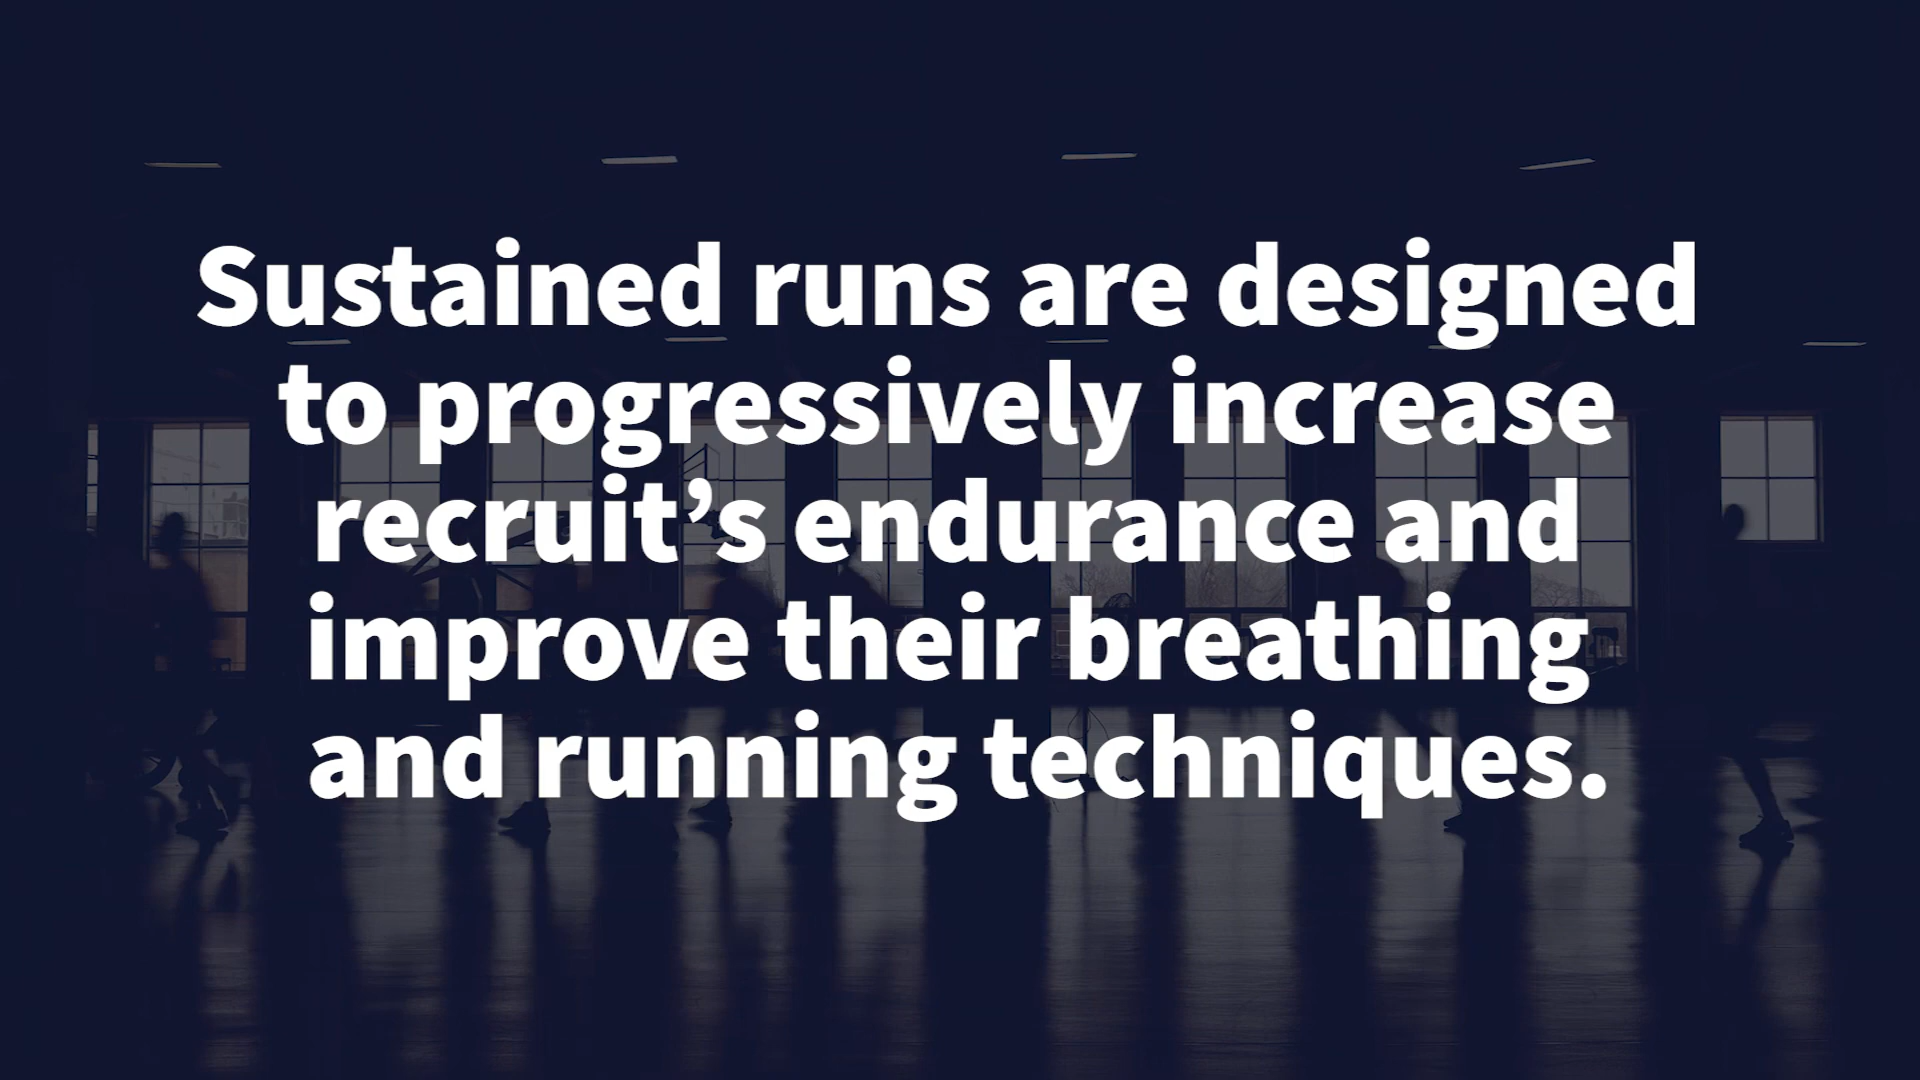 Sustained runs are designed
to progressively increase
recruit’s endurance and
improve their breathing
and running techniques.